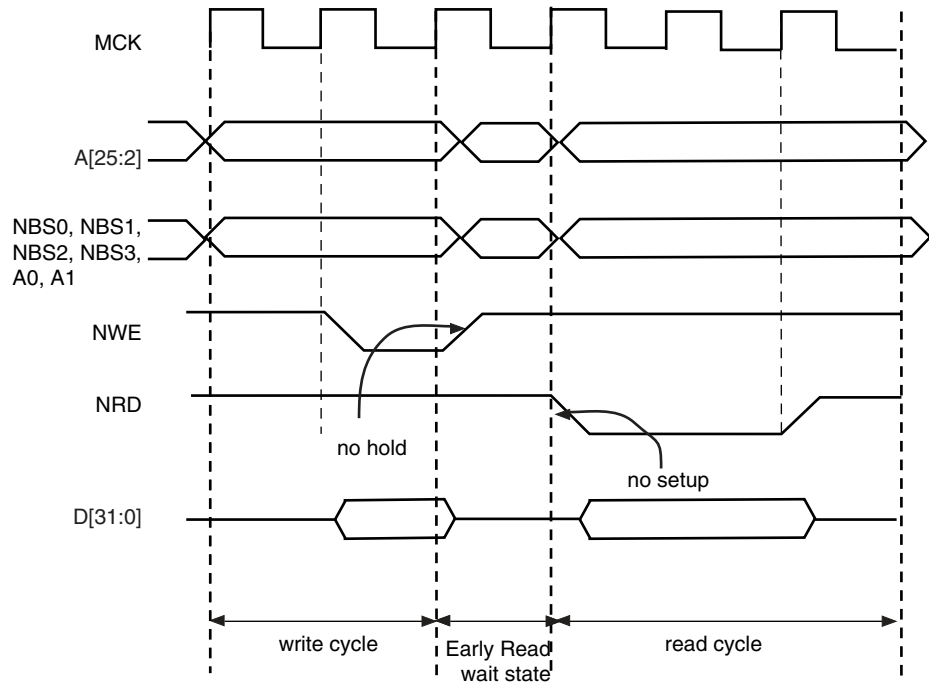 MCK
A[25:2]
NBS0, NBS1,
NBS2, NBS3,
A0, A1
NWE
NRD
no hold
no setup
D[31:0]
write cycle
Early Read
wait state
read cycle